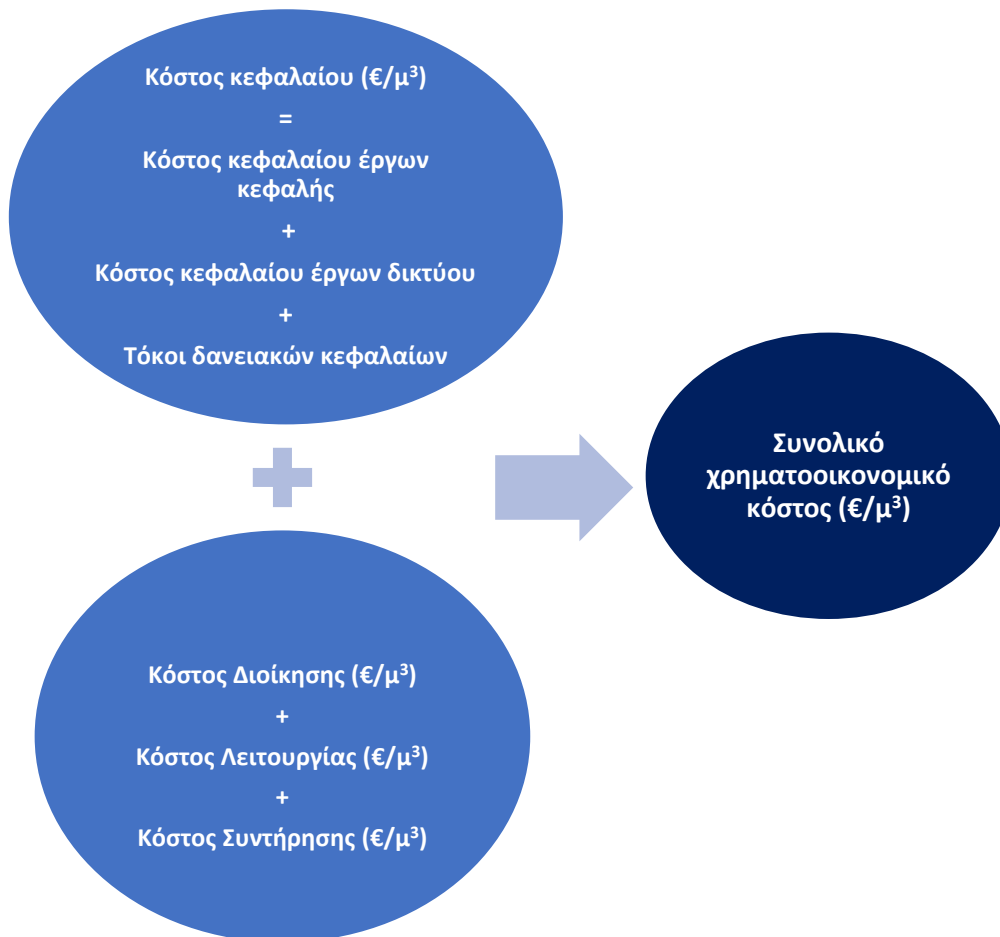 Κόστος κεφαλαίου (€/μ³)
=
Κόστος κεφαλαίου έργων
κεφαλής
+
Κόστος κεφαλαίου έργων δικτύου
+
Τόκοι δανειακών κεφαλαίων
Συνολικό
χρηματοοικονομικό
κόστος (€/μ³)
Κόστος Διοίκησης (€/μ³)
+
Κόστος Λειτουργίας (€/μ³)
+
Κόστος Συντήρησης (€/μ³)